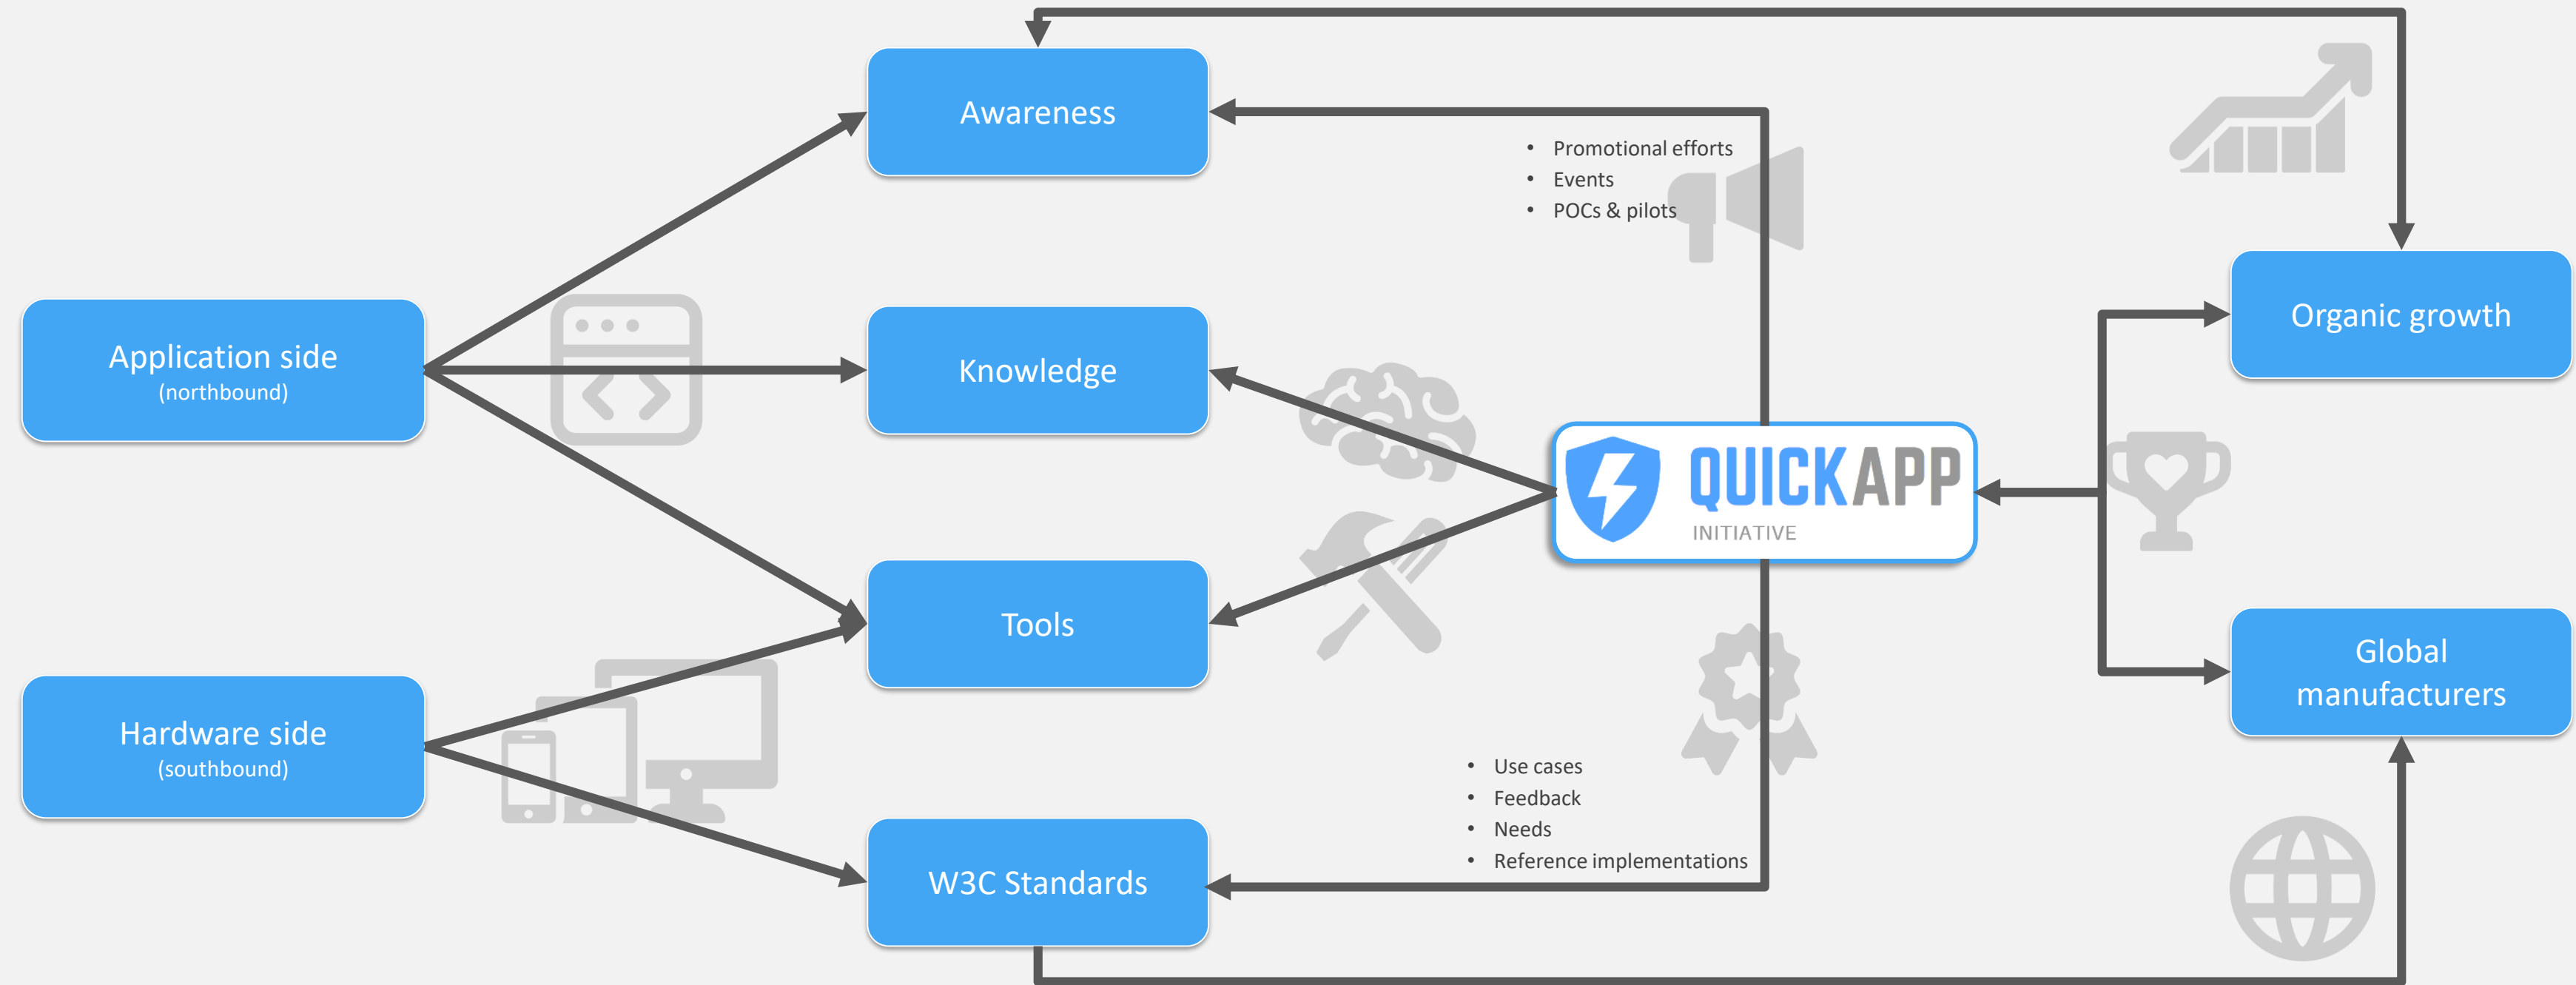 Awareness
• Promotional efforts
• Events
• POCs & pilots
Organic growth
Application side
(northbound)
Knowledge
QUICKAPP
INITIATIVE
Tools
Global
manufacturers
Hardware side
(southbound)
• Use cases
• Feedback
• Needs
• Reference implementations
W3C Standards